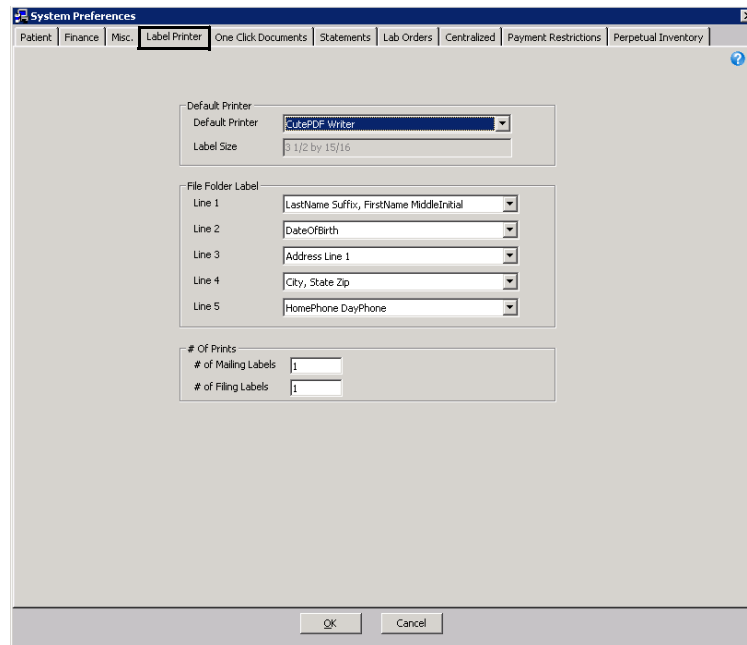 System Preferences
Patient Finance Misc. Label Printer One Click Documents Statements Lab Orders Centralized Payment Restrictions Perpetual Inventory
Default Printer
Default Printer CutePDF Writer
Label Size 3 1/2 by 15/16
File Folder Label
Line 1 LastName Suffix, FirstName MiddleInitial
Line 2 DateOfBirth
Line 3 Address Line 1
Line 4 City, State Zip
Line 5 HomePhone DayPhone
# Of Prints
# of Mailing Labels 1
# of Filing Labels 1
OK Cancel